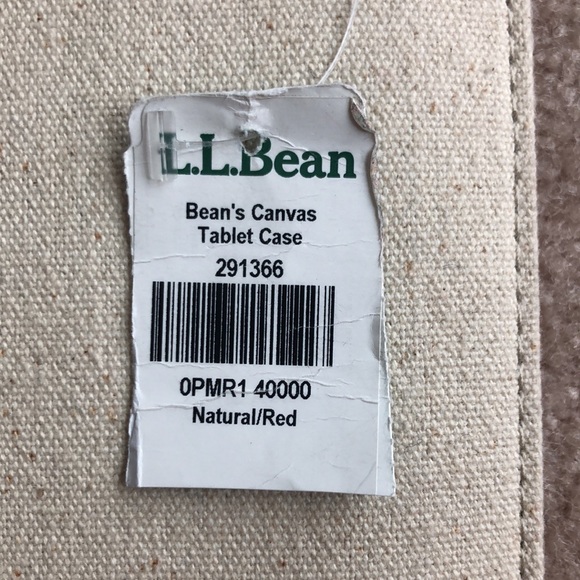 L.L.Bean
Bean's Canvas
Tablet Case
291366
0PMR1 40000
Natural/Red